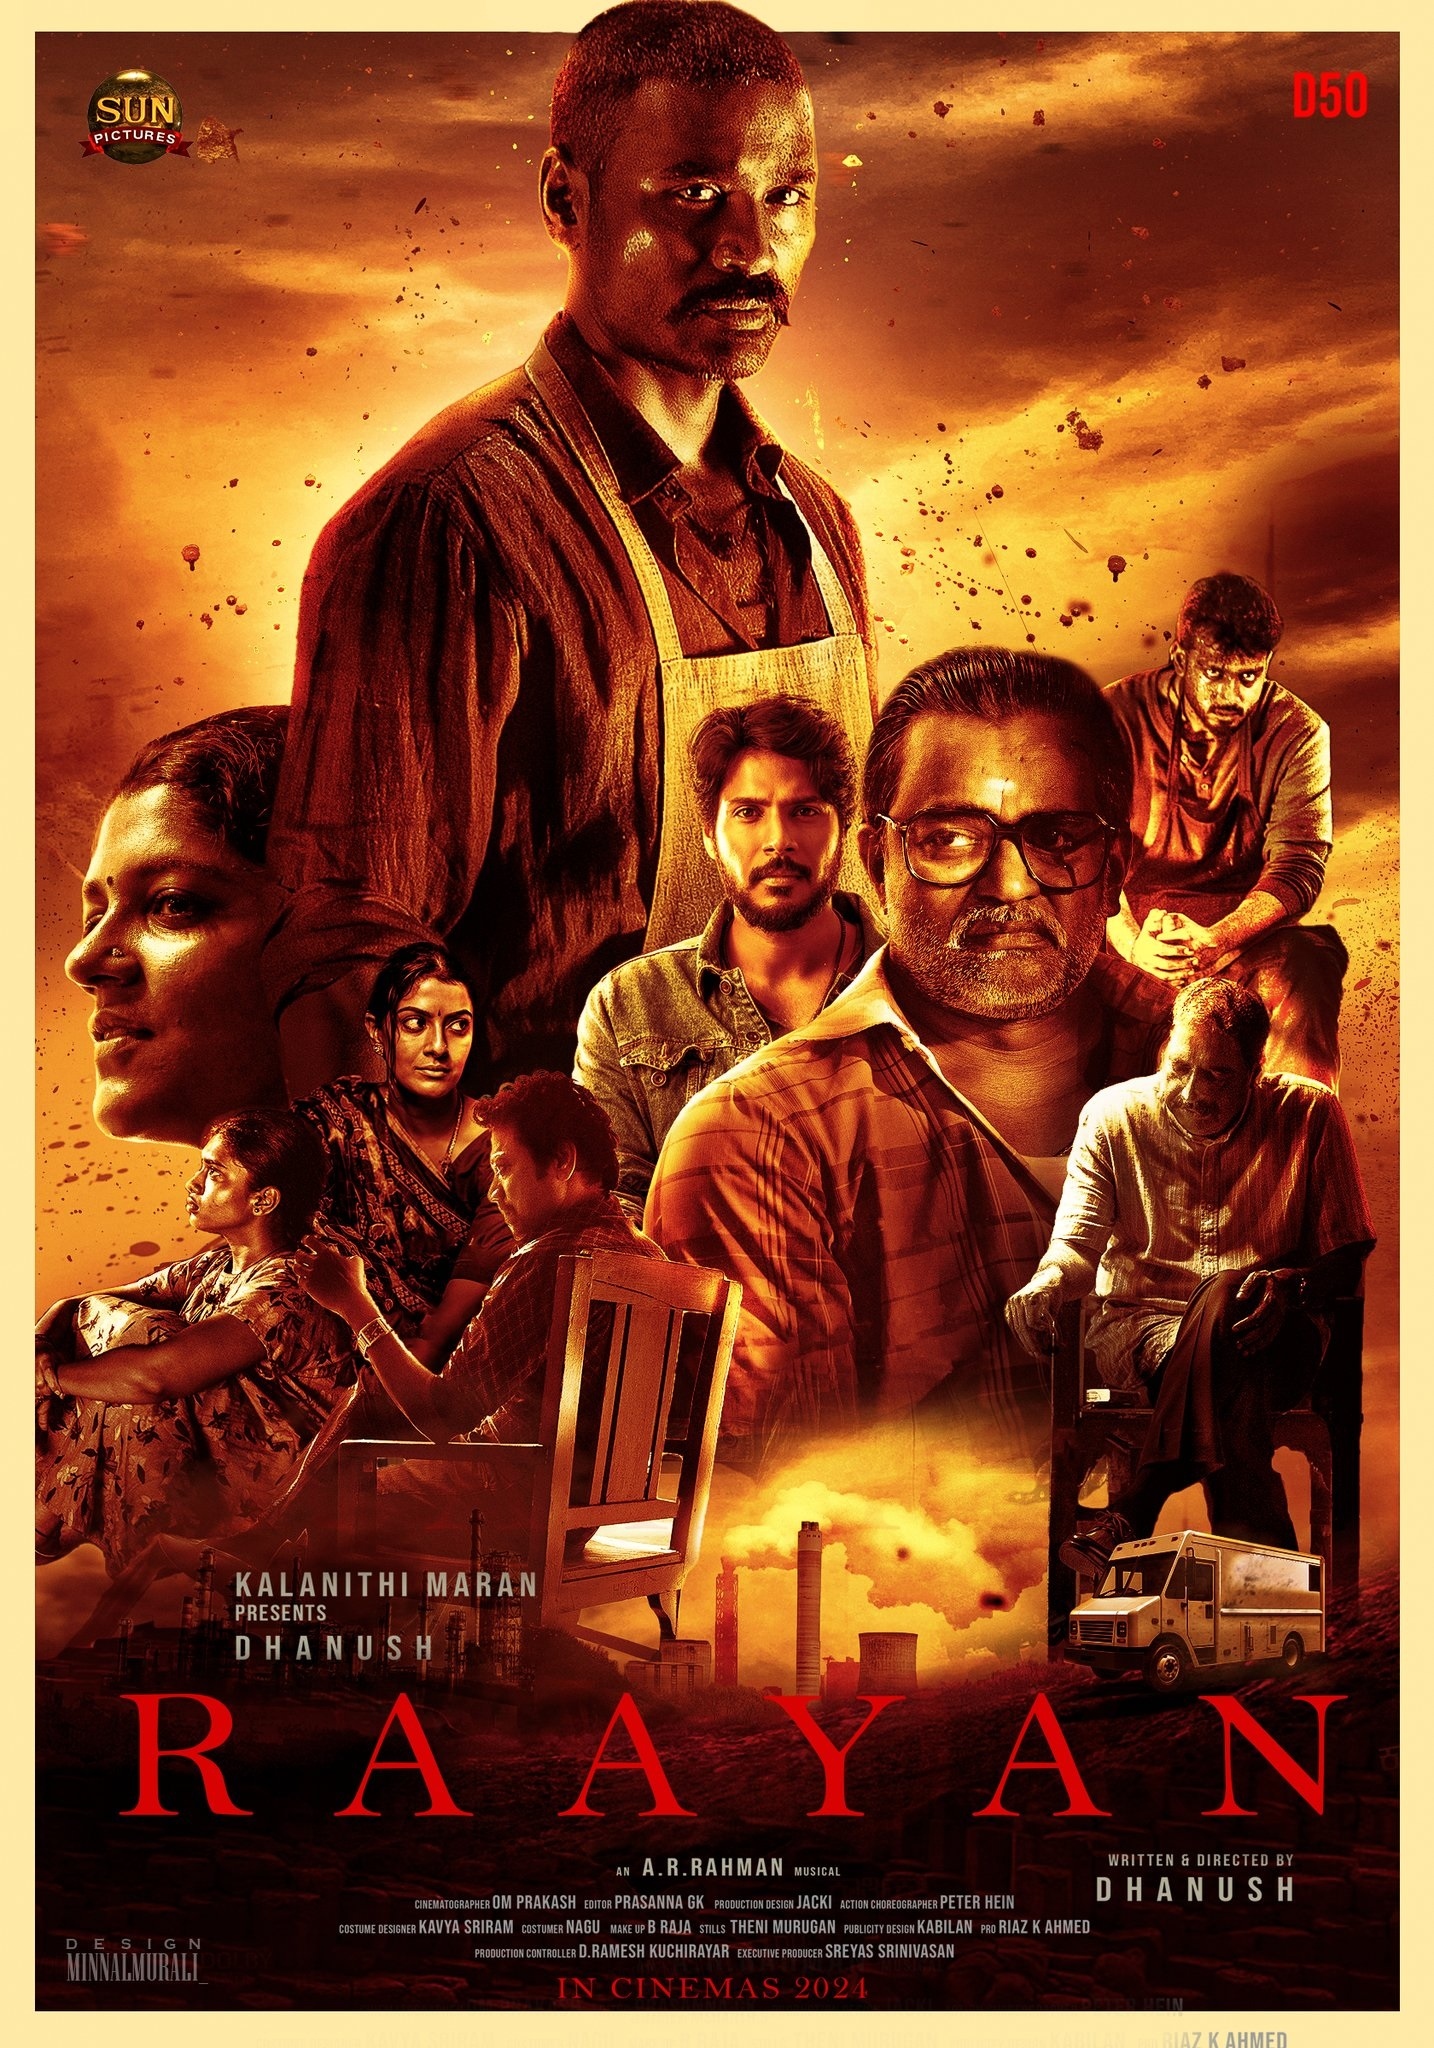 SUN
PICTURES
D50
KALANITHI MARAN
PRESENTS
DHANUSH
RAAYAN
AN A.R.RAHMAN MUSICAL
WRITTEN & DIRECTED BY
DHANUSH
CINEMATOGRAPHER OM PRAKASH EDITOR PRASANNA GK PRODUCTION DESIGN JACKI ACTION CHOREOGRAPHER PETER HEIN
COSTUME DESIGNER KAVYA SRIRAM COSTUMER NAGU MAKE UP B RAJA STILLS THENI MURUGAN PUBLICITY DESIGN KABILAN PRO RIAZ K AHMED
PRODUCTION CONTROLLER D.RAMESH KUCHIRAYAR EXECUTIVE PRODUCER SREYAS SRINIVASAN
DESIGN
MINNALMURALI_
IN CINEMAS 2024
HEIN
RIAZ K AHMED